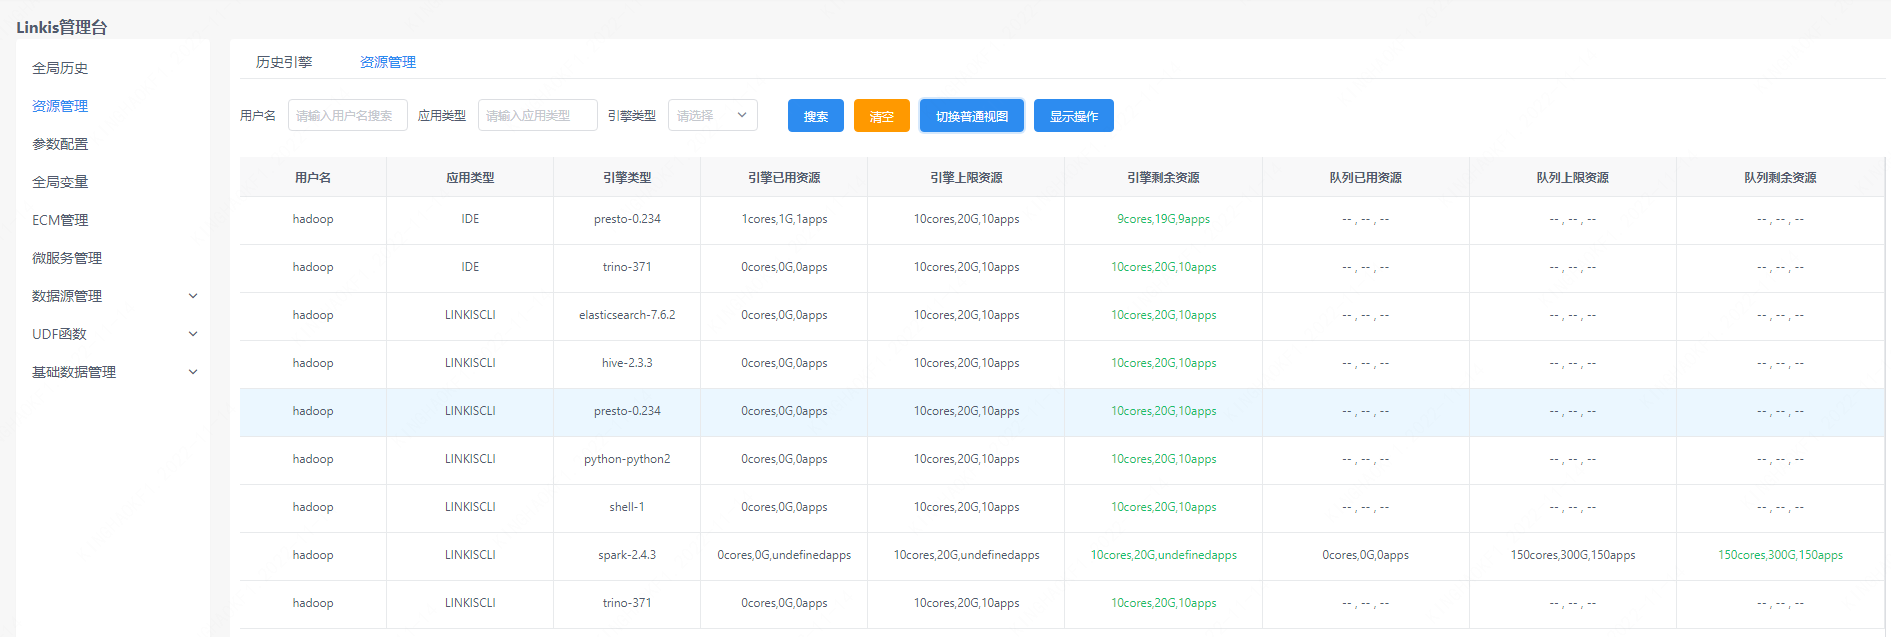 Linkis管理台
全局历史
资源管理
参数配置
全局变量
ECM管理
微服务管理
数据源管理
UDF函数
基础数据管理
历史引擎 资源管理
用户名 请输入用户名搜索 应用类型 请输入应用类型 引擎类型 请选择 搜索 清空 切换普通视图 显示操作
用户名 应用类型 引擎类型 引擎已用资源 引擎上限资源 引擎剩余资源 队列已用资源 队列上限资源 队列剩余资源
hadoop IDE presto-0.234 1cores,1G,1apps 10cores,20G,10apps 9cores,19G,9apps -- , -- , -- -- , -- , -- -- , -- , --
hadoop IDE trino-371 0cores,0G,0apps 10cores,20G,10apps 10cores,20G,10apps -- , -- , -- -- , -- , -- -- , -- , --
hadoop LINKISCLI elasticsearch-7.6.2 0cores,0G,0apps 10cores,20G,10apps 10cores,20G,10apps -- , -- , -- -- , -- , -- -- , -- , --
hadoop LINKISCLI hive-2.3.3 0cores,0G,0apps 10cores,20G,10apps 10cores,20G,10apps -- , -- , -- -- , -- , -- -- , -- , --
hadoop LINKISCLI presto-0.234 0cores,0G,0apps 10cores,20G,10apps 10cores,20G,10apps -- , -- , -- -- , -- , -- -- , -- , --
hadoop LINKISCLI python-python2 0cores,0G,0apps 10cores,20G,10apps 10cores,20G,10apps -- , -- , -- -- , -- , -- -- , -- , --
hadoop LINKISCLI shell-1 0cores,0G,0apps 10cores,20G,10apps 10cores,20G,10apps -- , -- , -- -- , -- , -- -- , -- , --
hadoop LINKISCLI spark-2.4.3 0cores,0G,undefinedapps 10cores,20G,undefinedapps 10cores,20G,undefinedapps 0cores,0G,0apps 150cores,300G,150apps 150cores,300G,150apps
hadoop LINKISCLI trino-371 0cores,0G,0apps 10cores,20G,10apps 10cores,20G,10apps -- , -- , -- -- , -- , -- -- , -- , --